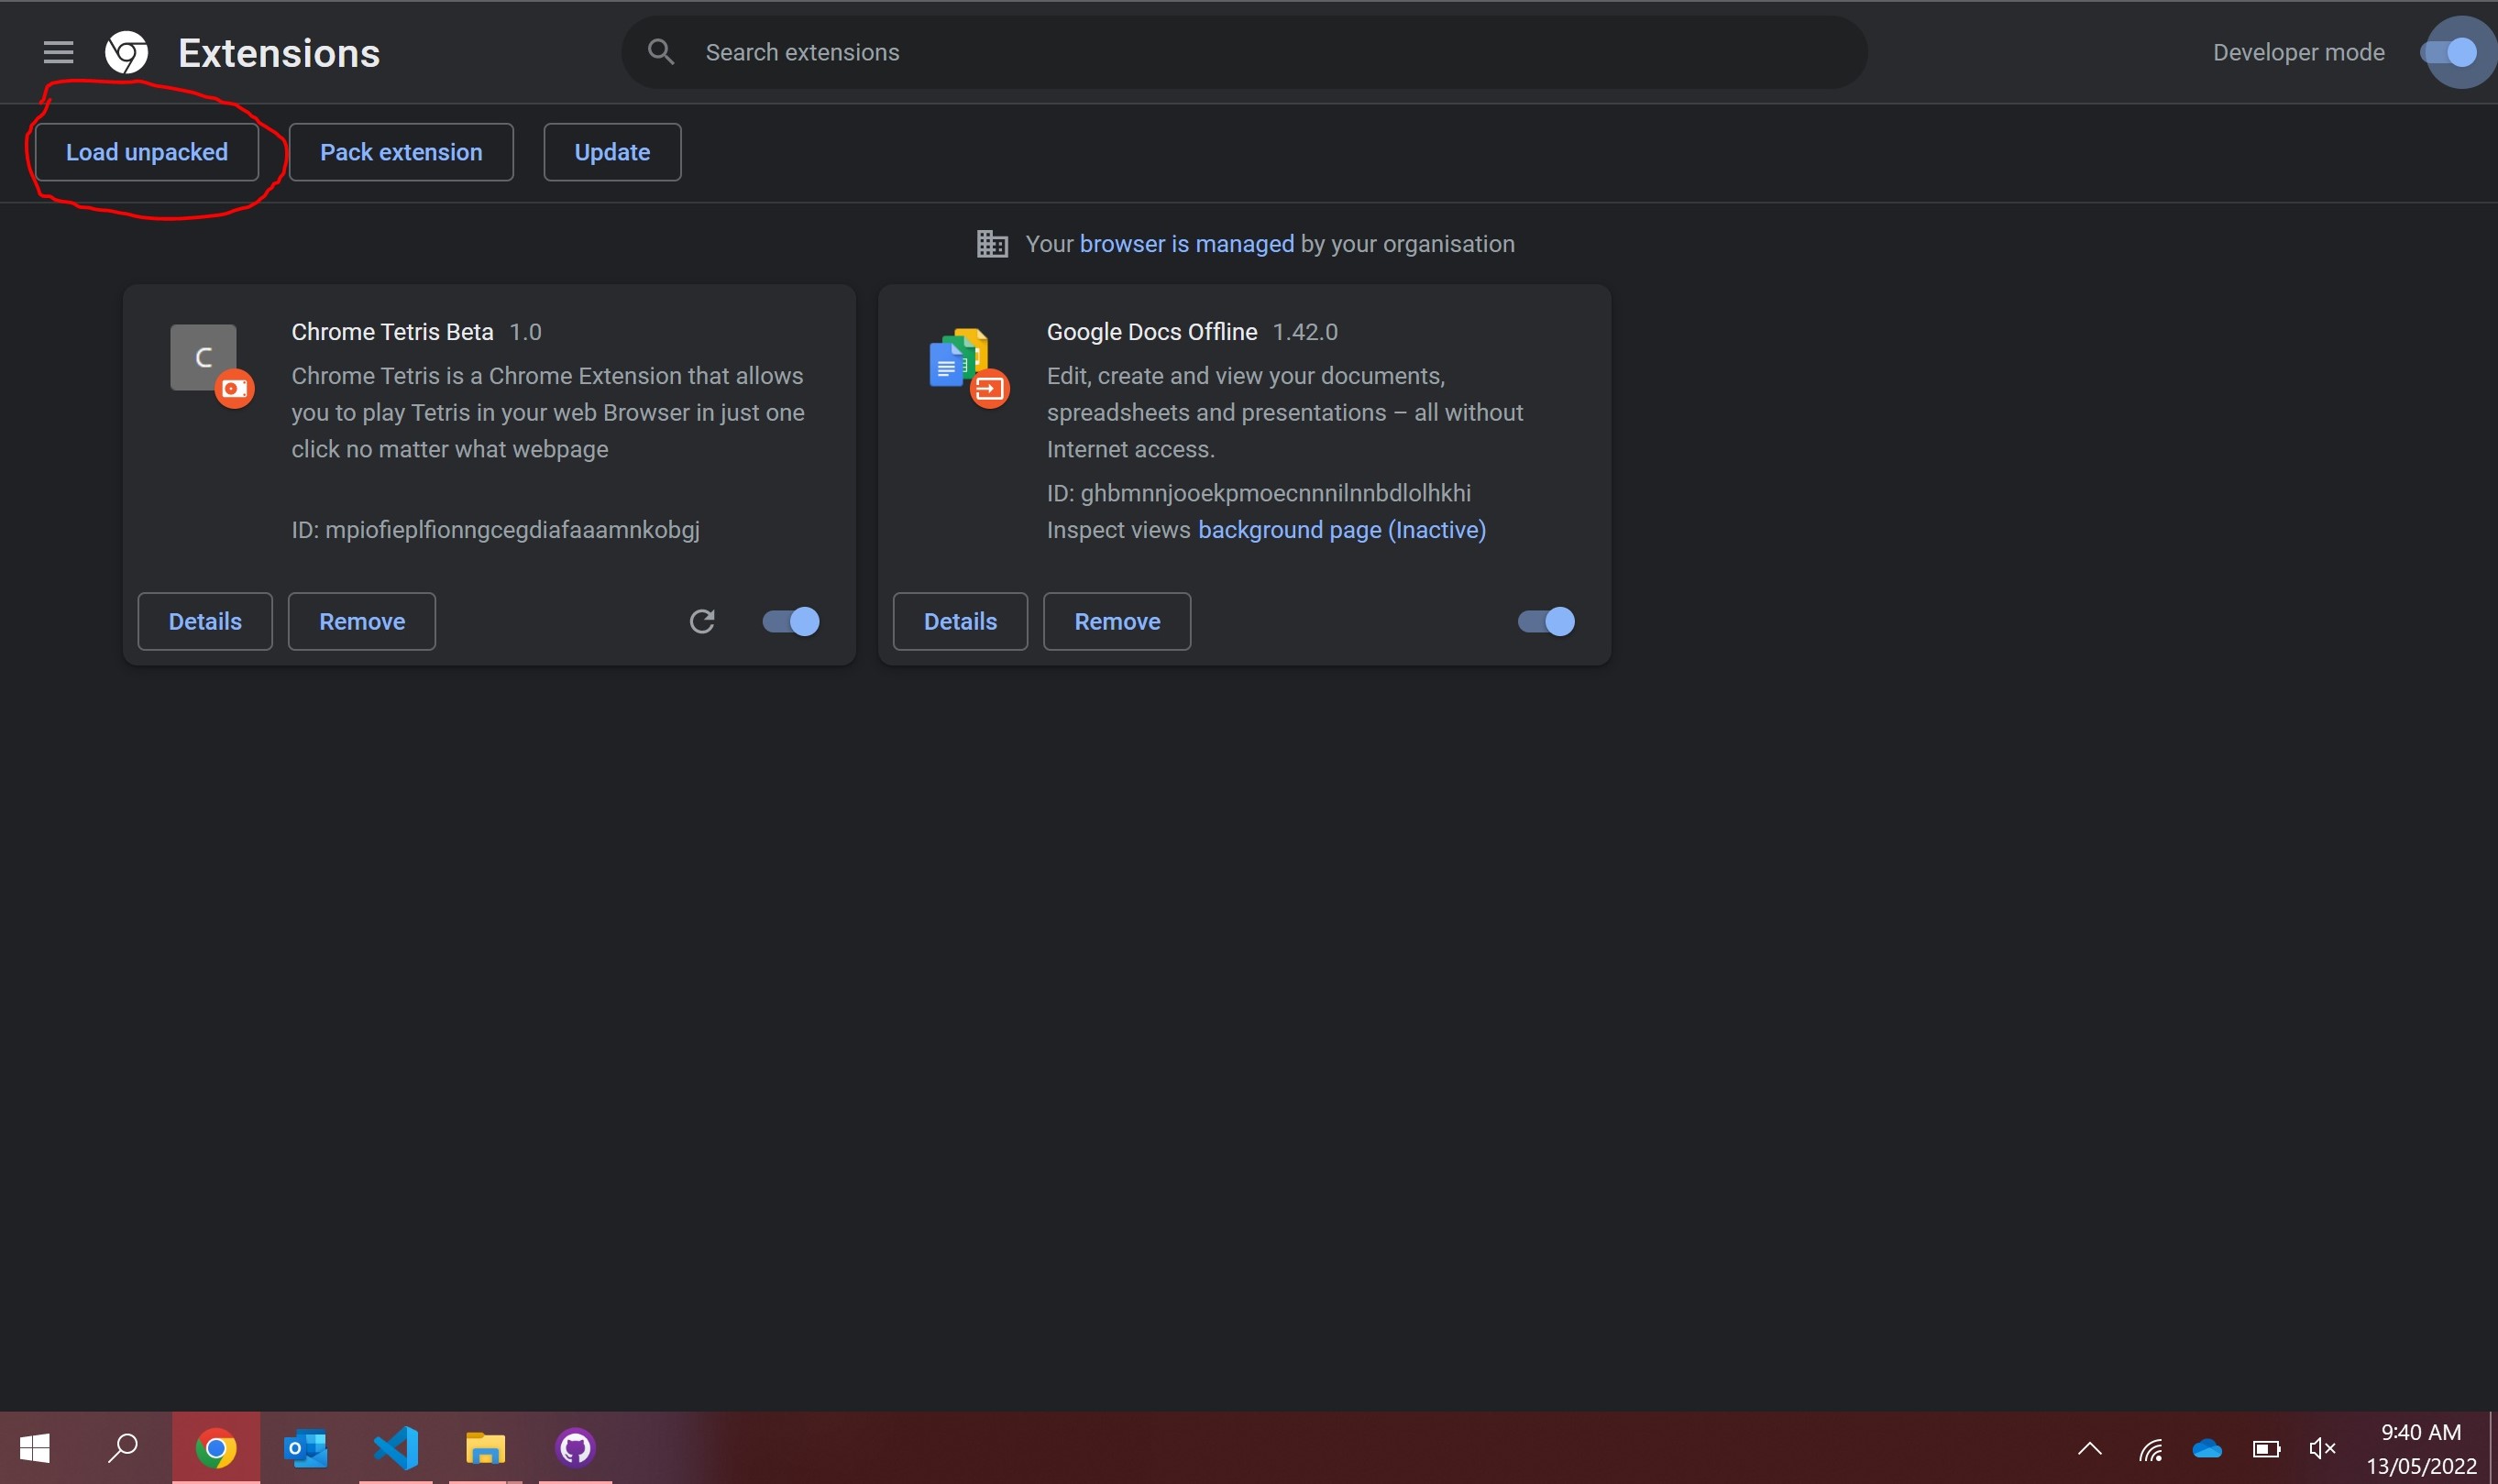 Extensions
Search extensions
Developer mode
Load unpacked
Pack extension
Update
Your browser is managed by your organisation
Chrome Tetris Beta 1.0
Chrome Tetris is a Chrome Extension that allows
you to play Tetris in your web Browser in just one
click no matter what webpage
ID: mpiofieplfionngcegdiafaaamnkobgj
Details
Remove
Google Docs Offline 1.42.0
Edit, create and view your documents,
spreadsheets and presentations – all without
Internet access.
ID: ghbmnnjooekpmoecnnnilnnbdlolhkhi
Inspect views background page (Inactive)
Details
Remove
9:40 AM
13/05/2022